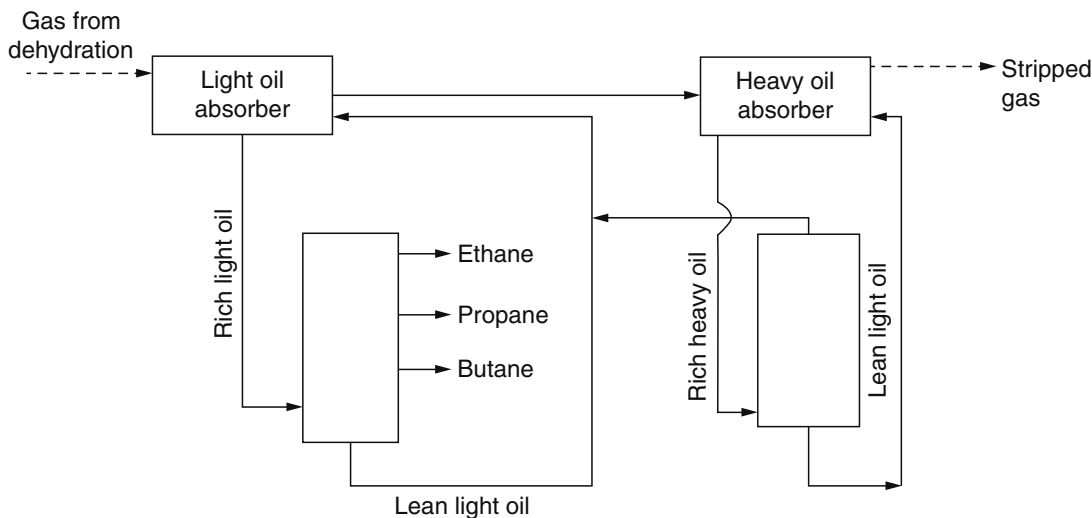 Gas from
dehydration
Light oil
absorber
Heavy oil
absorber
Stripped
gas
Rich light oil
Ethane
Propane
Butane
Lean light oil
Rich heavy oil
Lean light oil